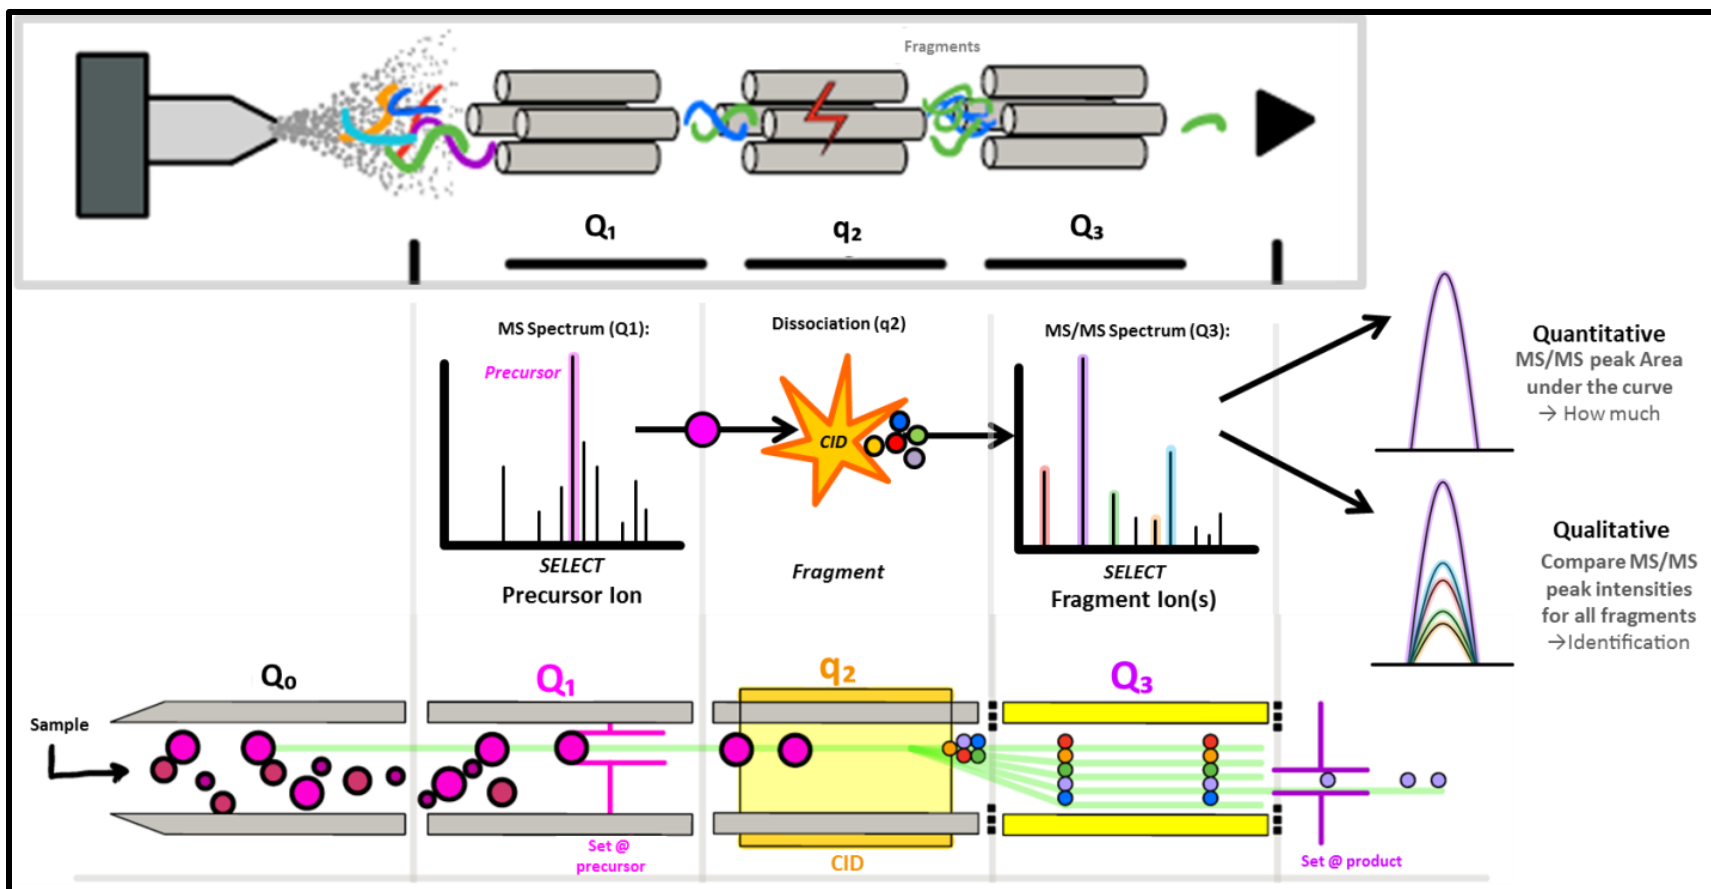 Fragments
Q₁
q₂
Q₃
MS Spectrum (Q1):
Precursor
SELECT
Precursor Ion
Dissociation (q2)
CID
Fragment
MS/MS Spectrum (Q3):
SELECT
Fragment Ion(s)
Quantitative
MS/MS peak Area
under the curve
→ How much
Qualitative
Compare MS/MS
peak intensities
for all fragments
→Identification
Q₀
Q₁
q₂
Q₃
Sample
Set @
precursor
CID
Set @ product